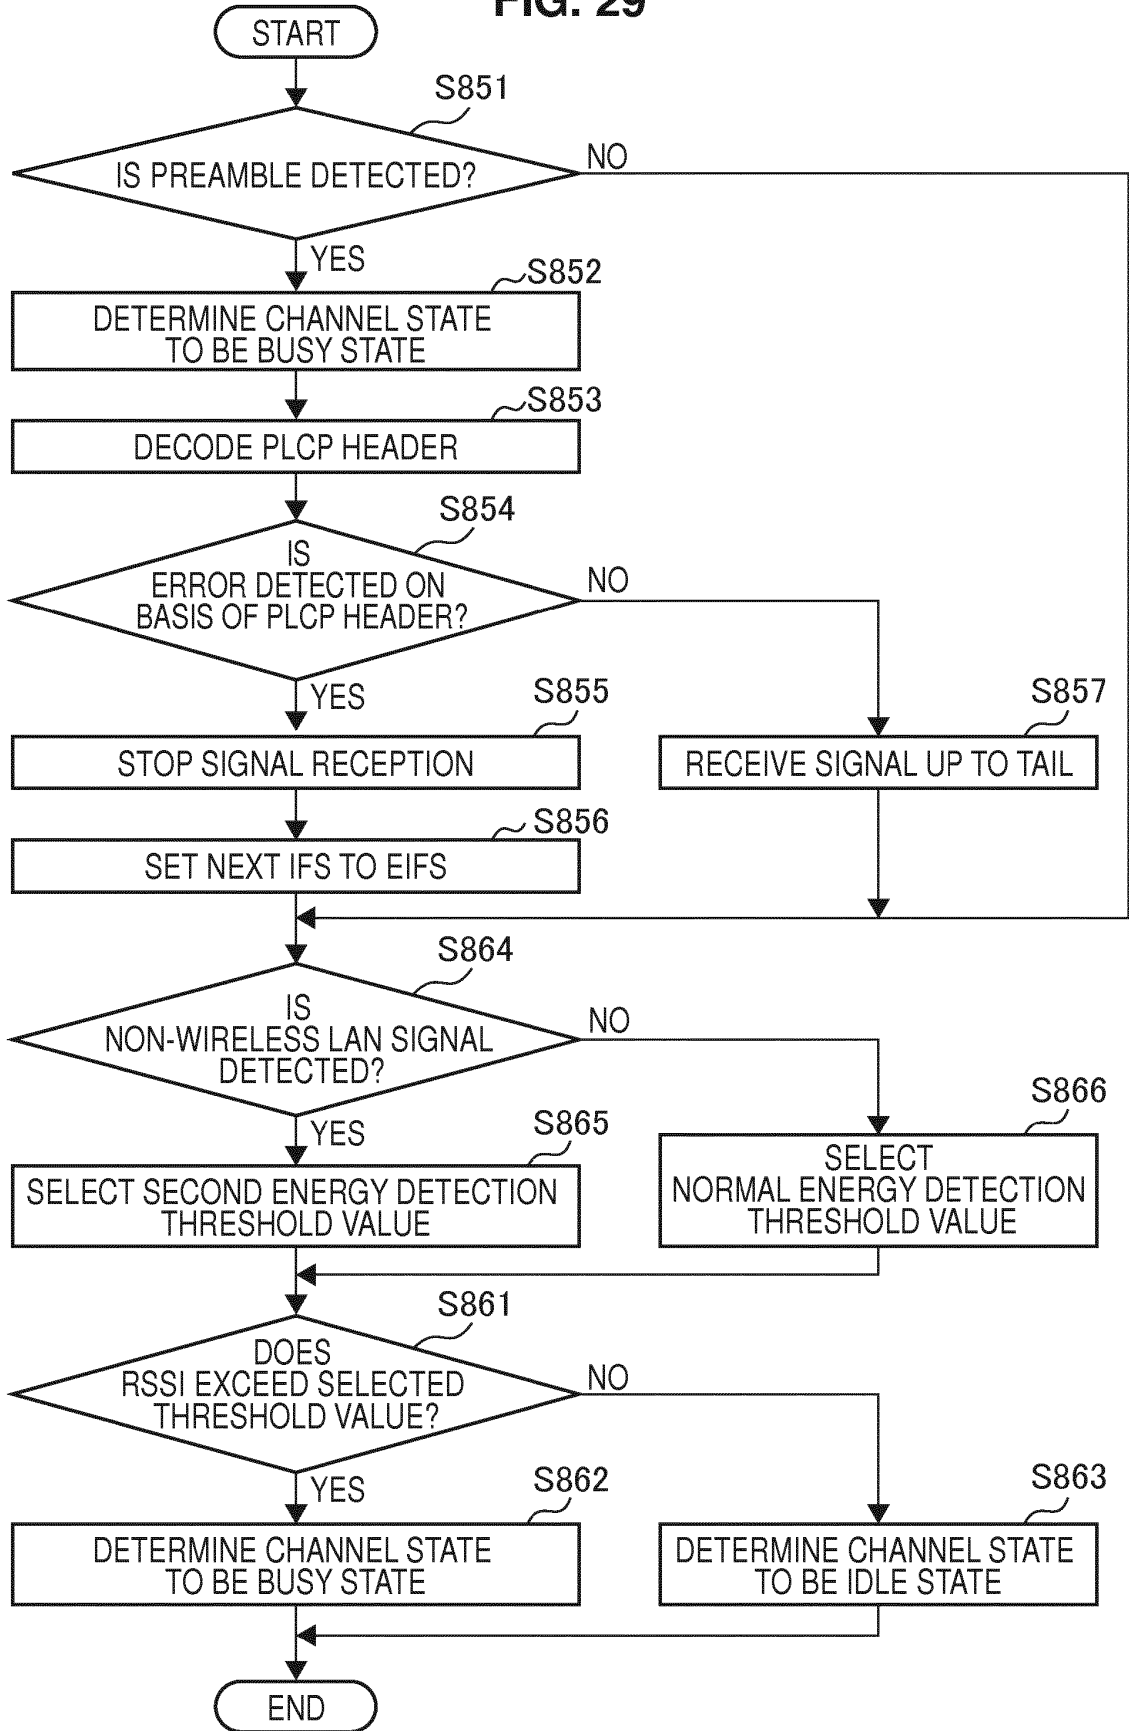 FIG. 29
START
S851
IS PREAMBLE DETECTED?
NO
YES
S852
DETERMINE CHANNEL STATE
TO BE BUSY STATE
S853
DECODE PLCP HEADER
S854
IS
ERROR DETECTED ON
BASIS OF PLCP HEADER?
NO
YES
S855
STOP SIGNAL RECEPTION
S857
RECEIVE SIGNAL UP TO TAIL
S856
SET NEXT IFS TO EIFS
S864
IS
NON-WIRELESS LAN SIGNAL
DETECTED?
NO
YES
S865
SELECT SECOND ENERGY DETECTION
THRESHOLD VALUE
S866
SELECT
NORMAL ENERGY DETECTION
THRESHOLD VALUE
S861
DOES
RSSI EXCEED SELECTED
THRESHOLD VALUE?
NO
YES
S862
DETERMINE CHANNEL STATE
TO BE BUSY STATE
S863
DETERMINE CHANNEL STATE
TO BE IDLE STATE
END